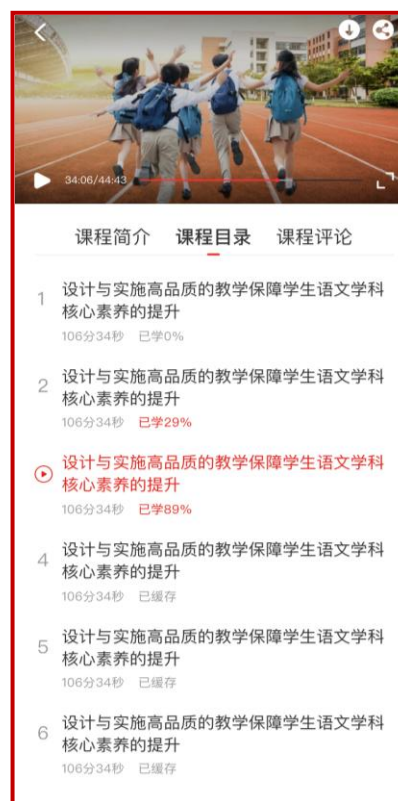 34:06/44:43
课程简介 课程目录 课程评论
1 设计与实施高品质的教学保障学生语文学科
核心素养的提升
106分34秒 已学0%
2 设计与实施高品质的教学保障学生语文学科
核心素养的提升
106分34秒 已学29%
设计与实施高品质的教学保障学生语文学科
核心素养的提升
106分34秒 已学89%
4 设计与实施高品质的教学保障学生语文学科
核心素养的提升
106分34秒 已缓存
5 设计与实施高品质的教学保障学生语文学科
核心素养的提升
106分34秒 已缓存
6 设计与实施高品质的教学保障学生语文学科
核心素养的提升
106分34秒 已缓存